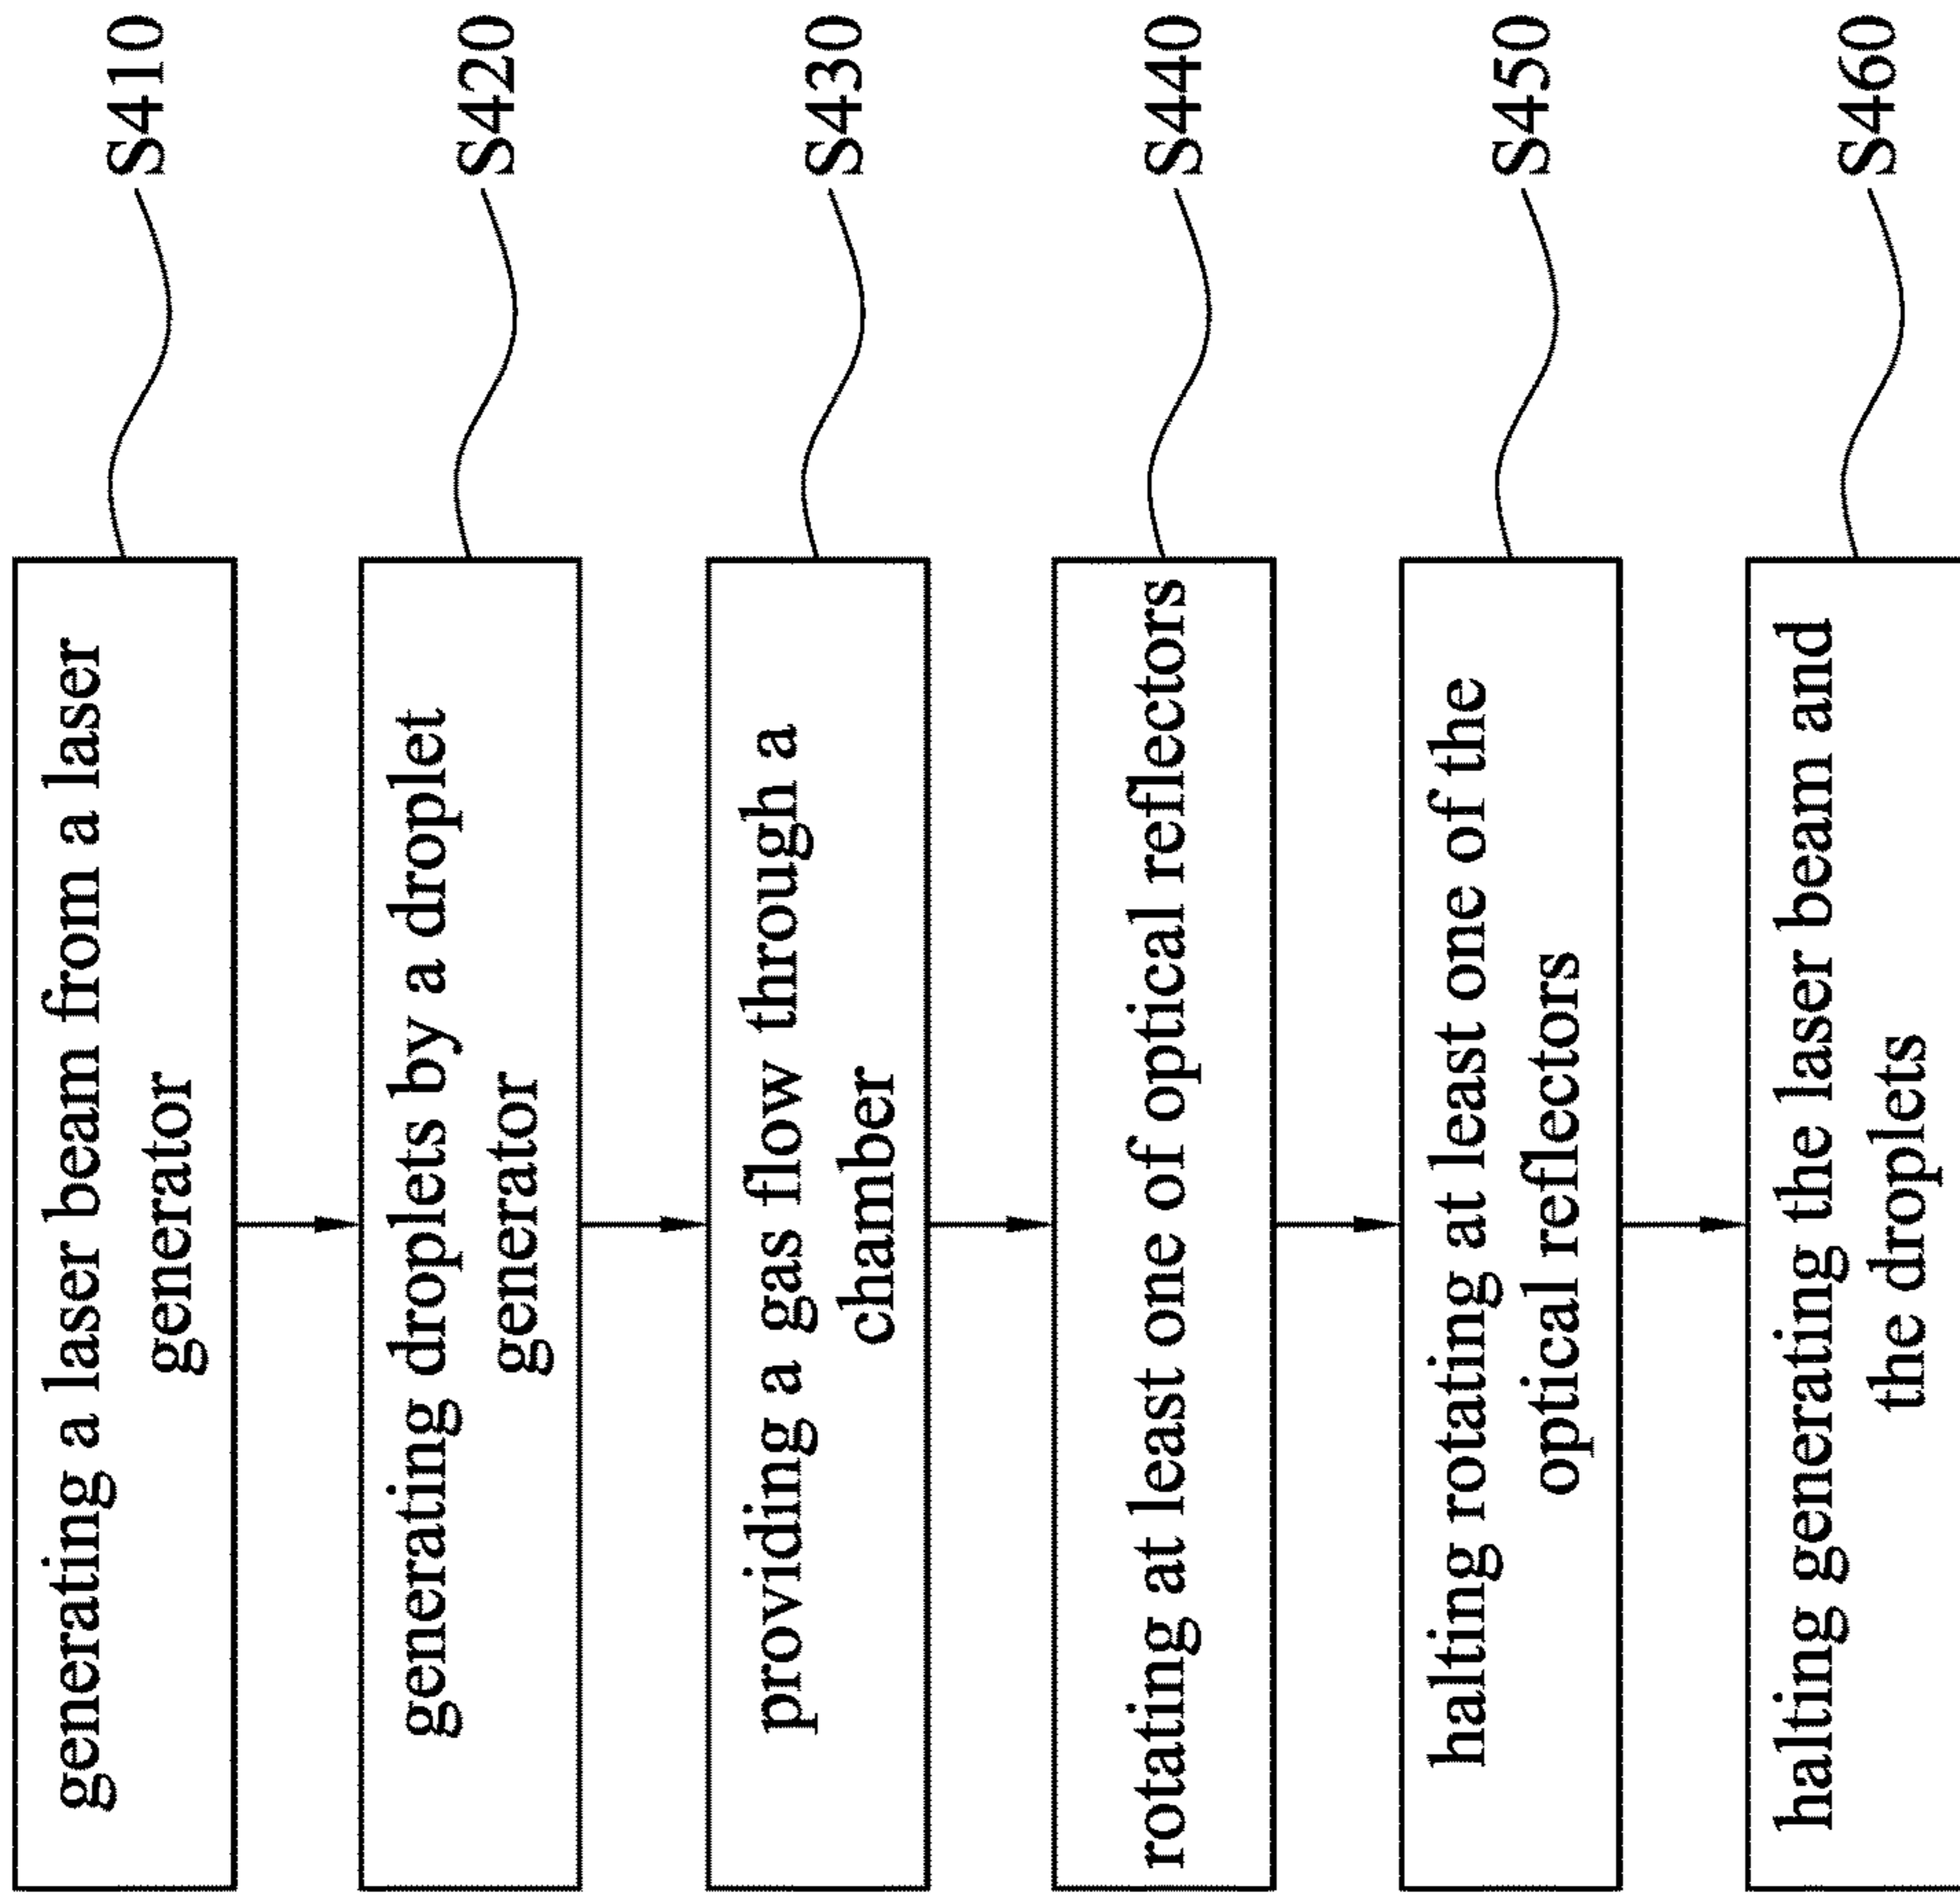 generating a laser beam from a laser
generator
S410
generating droplets by a droplet
generator
S420
providing a gas flow through a
chamber
S430
rotating at least one of optical reflectors
S440
halting rotating at least one of the
optical reflectors
S450
halting generating the laser beam and
the droplets
S460